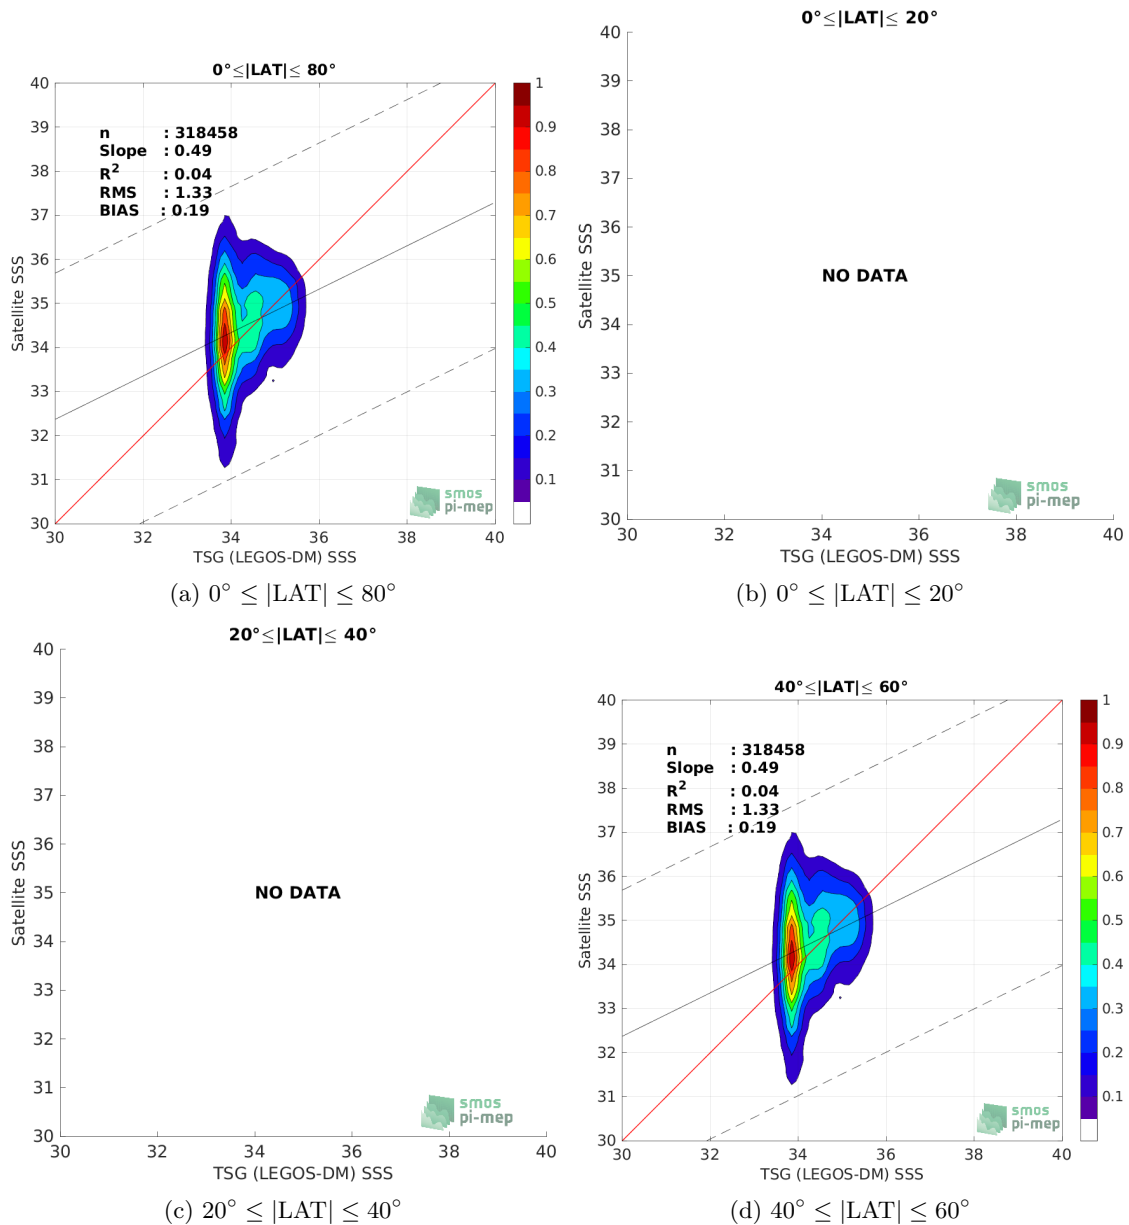 0°≤|LAT|≤ 80°
40
39
38
37
36
35
34
33
32
31
30
Satellite SSS
n : 318458
Slope : 0.49
R² : 0.04
RMS : 1.33
BIAS : 0.19
smos
pi-mep
30 32 34 36 38 40
TSG (LEGOS-DM) SSS
1
0.9
0.8
0.7
0.6
0.5
0.4
0.3
0.2
0.1
(a) 0° ≤ |LAT| ≤ 80°
0°≤|LAT|≤ 20°
40
39
38
37
36
35
34
33
32
31
30
Satellite SSS
NO DATA
smos
pi-mep
30 32 34 36 38 40
TSG (LEGOS-DM) SSS
(b) 0° ≤ |LAT| ≤ 20°
20°≤|LAT|≤ 40°
40
39
38
37
36
35
34
33
32
31
30
Satellite SSS
NO DATA
smos
pi-mep
30 32 34 36 38 40
TSG (LEGOS-DM) SSS
(c) 20° ≤ |LAT| ≤ 40°
40°≤|LAT|≤ 60°
40
39
38
37
36
35
34
33
32
31
30
Satellite SSS
n : 318458
Slope : 0.49
R² : 0.04
RMS : 1.33
BIAS : 0.19
smos
pi-mep
30 32 34 36 38 40
TSG (LEGOS-DM) SSS
1
0.9
0.8
0.7
0.6
0.5
0.4
0.3
0.2
0.1
(d) 40° ≤ |LAT| ≤ 60°